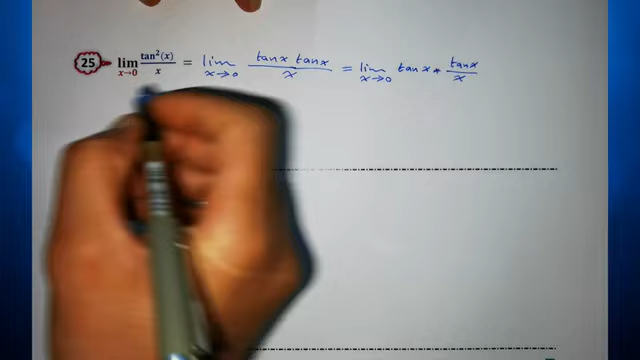 25 lim x→0 tan²(x)/x = lim x→0 tanx tanx / x = lim x→0 tanx * tanx/x